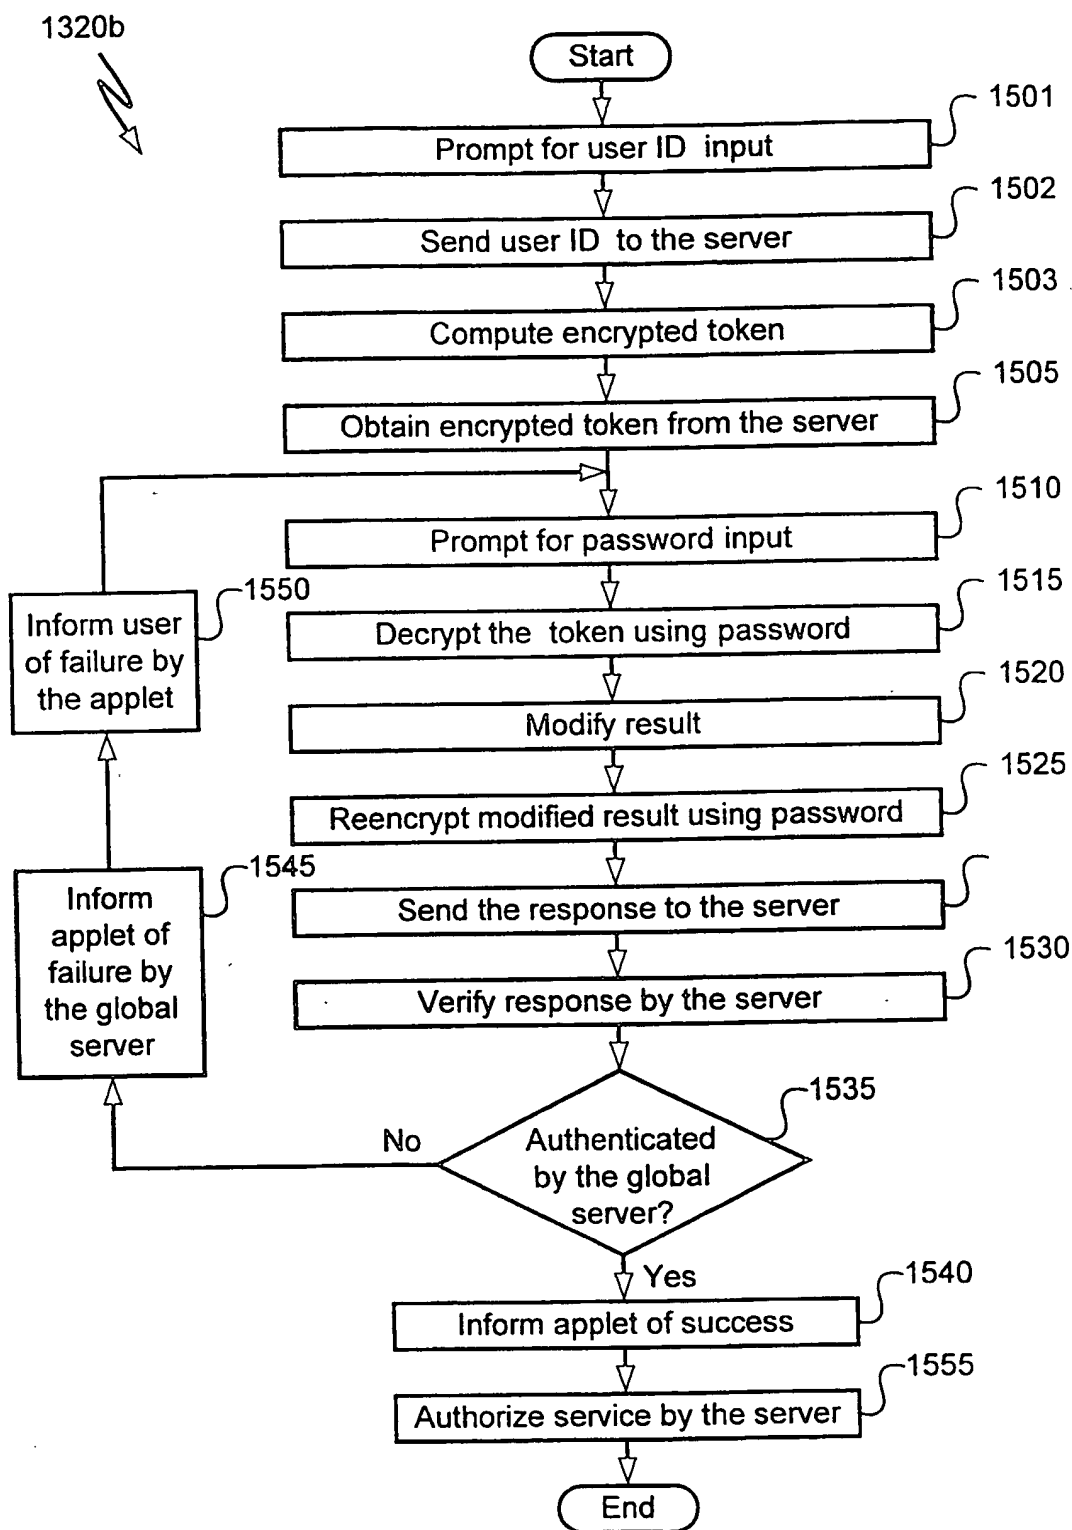 1320b
Start
1501
Prompt for user ID input
1502
Send user ID to the server
1503
Compute encrypted token
1505
Obtain encrypted token from the server
1510
Prompt for password input
1515
Decrypt the token using password
1520
Modify result
1525
Reencrypt modified result using password
Send the response to the server
1530
Verify response by the server
1535
Authenticated
by the global
server?
No
Yes
1545
Inform
applet of
failure by
the global
server
1550
Inform user
of failure by
the applet
1540
Inform applet of success
1555
Authorize service by the server
End